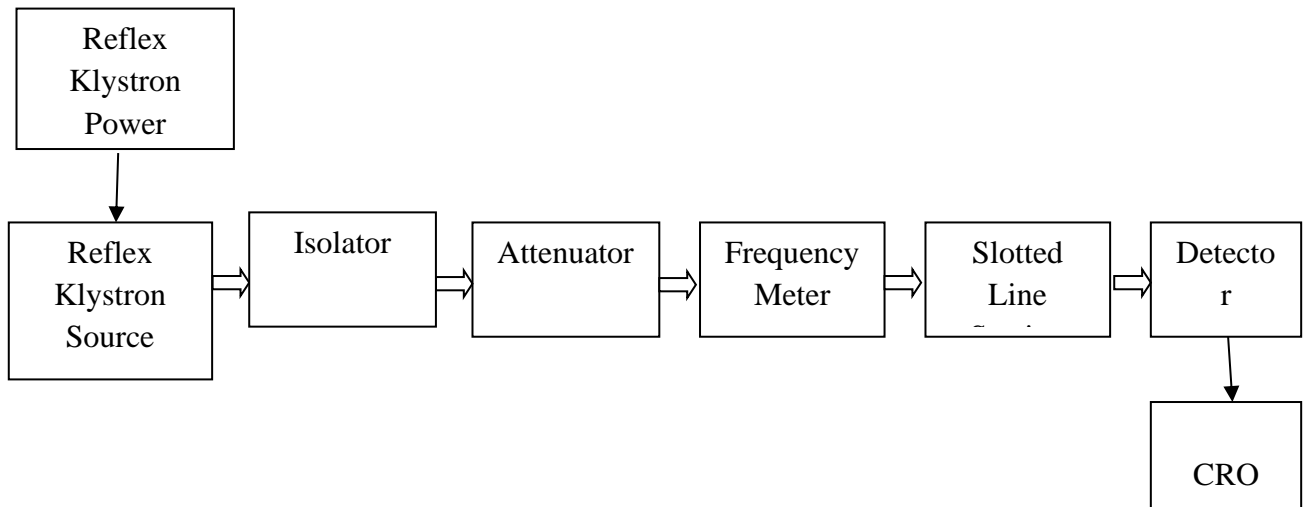 Reflex
Klystron
Power
Reflex
Klystron
Source
Isolator
Attenuator
Frequency
Meter
Slotted
Line
Detecto
r
CRO